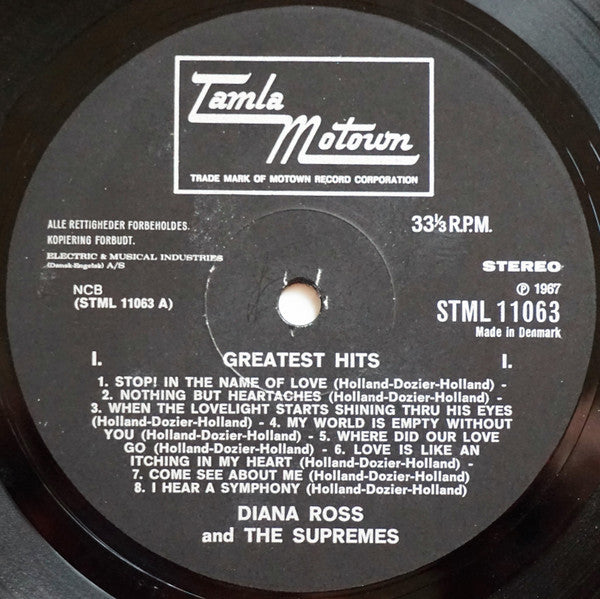 Tamla
Motown
TRADE MARK OF MOTOWN RECORD CORPORATION
ALLE RETTIGHEDER FORBEHOLDES.
KOPIERING FORBUDT.
ELECTRIC & MUSICAL INDUSTRIES
(Dansk-Engelsk) A/S
33⅓ R.P.M.
STEREO
NCB
(STML 11063 A)
℗ 1967
STML 11063
Made in Denmark
I. GREATEST HITS I.
1. STOP! IN THE NAME OF LOVE (Holland-Dozier-Holland) -
2. NOTHING BUT HEARTACHES (Holland-Dozier-Holland) -
3. WHEN THE LOVELIGHT STARTS SHINING THRU HIS EYES
(Holland-Dozier-Holland) - 4. MY WORLD IS EMPTY WITHOUT
YOU (Holland-Dozier-Holland) - 5. WHERE DID OUR LOVE
GO (Holland-Dozier-Holland) - 6. LOVE IS LIKE AN
ITCHING IN MY HEART (Holland-Dozier-Holland) -
7. COME SEE ABOUT ME (Holland-Dozier-Holland) -
8. I HEAR A SYMPHONY (Holland-Dozier-Holland)
DIANA ROSS
and THE SUPREMES